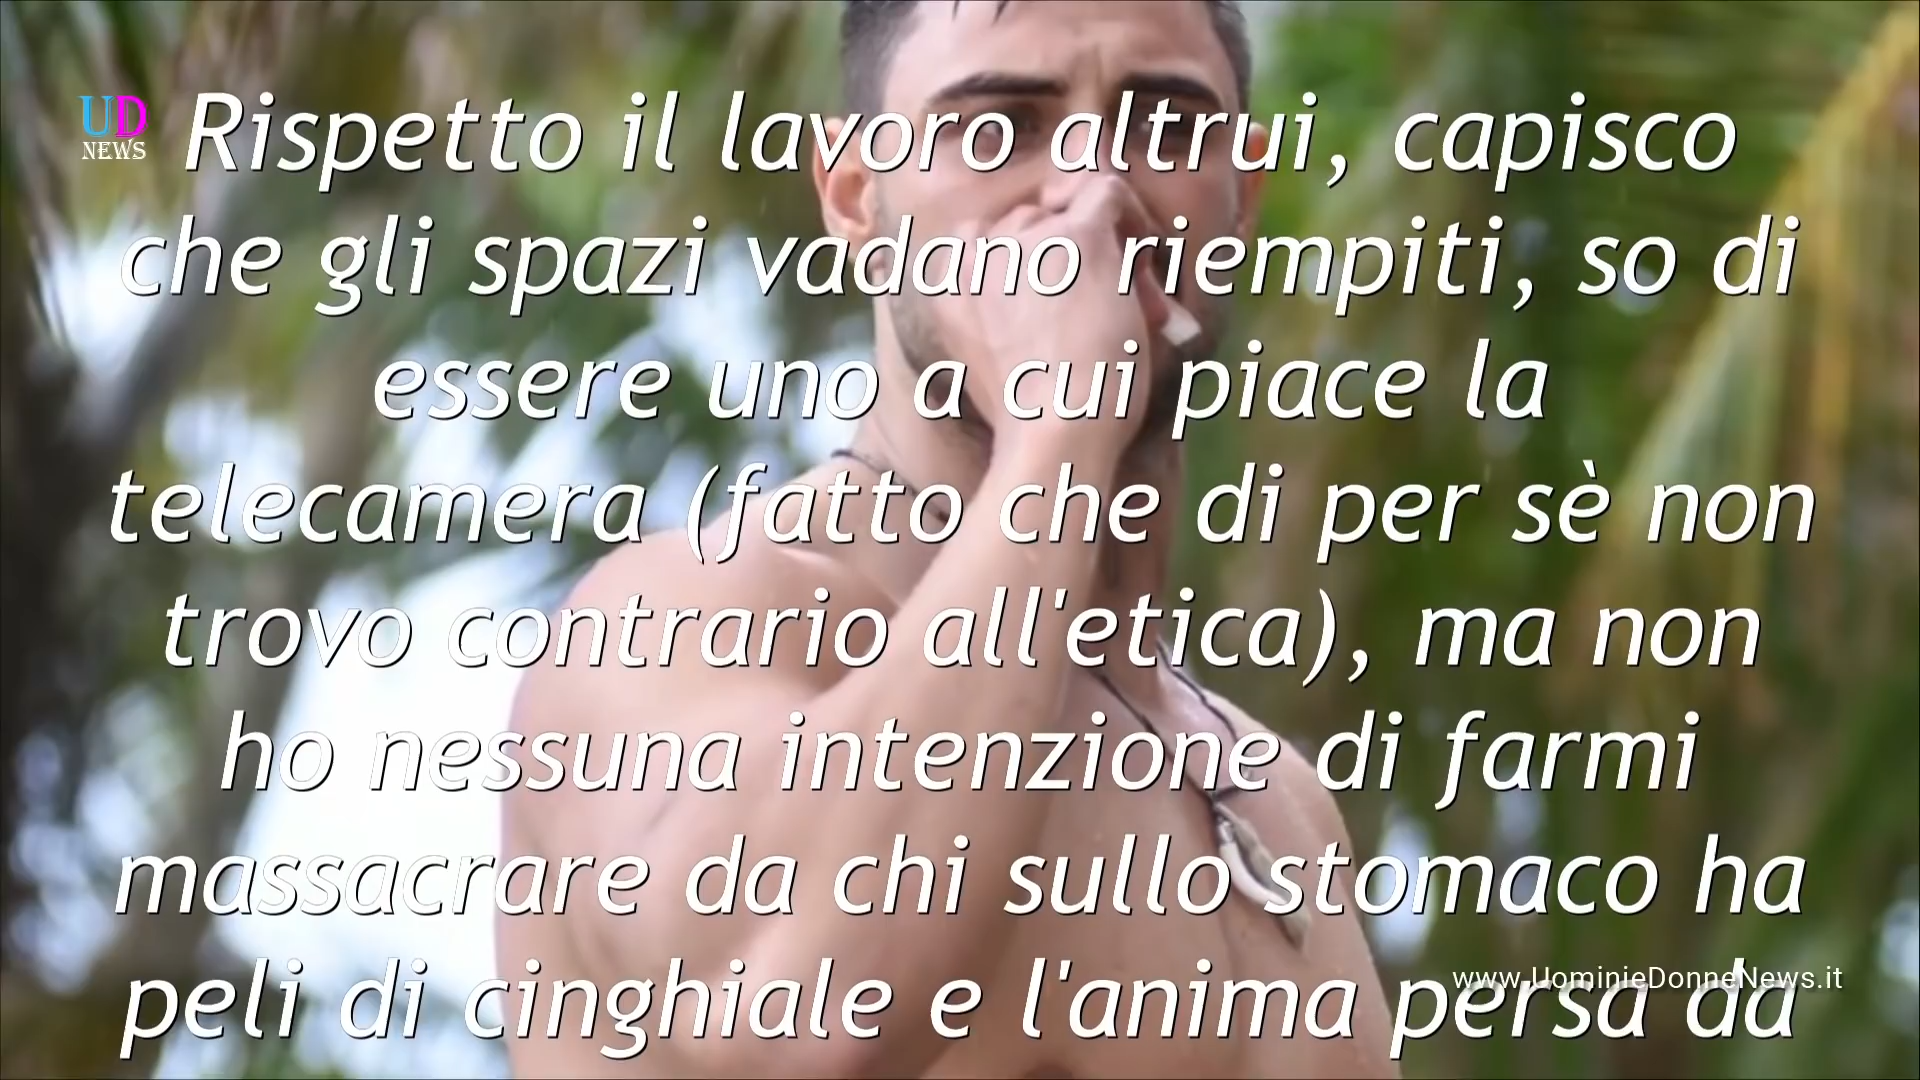 UD
NEWS
Rispetto il lavoro altrui, capisco
che gli spazi vadano riempiti, so di
essere uno a cui piace la
telecamera (fatto che di per sè non
trovo contrario all'etica), ma non
ho nessuna intenzione di farmi
massacrare da chi sullo stomaco ha
peli di cinghiale e l'anima persa da
www.UominieDonneNews.it